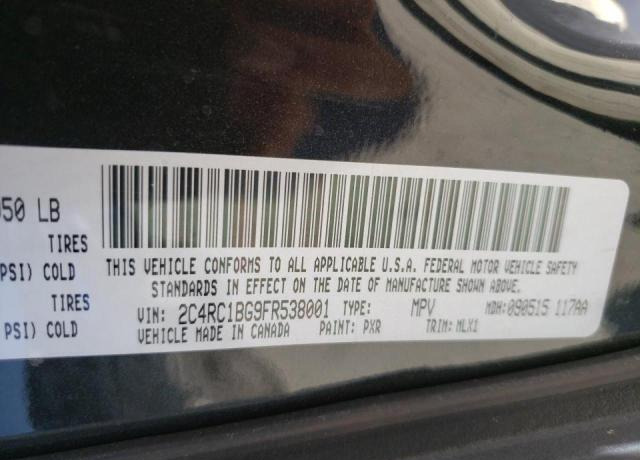 050 LB
TIRES
PSI) COLD
TIRES
PSI) COLD
THIS VEHICLE CONFORMS TO ALL APPLICABLE U.S.A. FEDERAL MOTOR VEHICLE SAFETY
STANDARDS IN EFFECT ON THE DATE OF MANUFACTURE SHOWN ABOVE.
VIN: 2C4RC1BG9FR538001 TYPE: MPV MDH:090515 117AA
VEHICLE MADE IN CANADA PAINT: PXR TRIM: MLX1